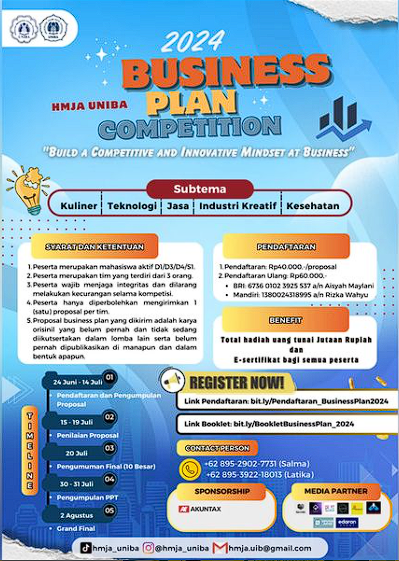 2024
BUSINESS
HMJA UNIBA
PLAN
COMPETITION
"BUILD A COMPETITIVE AND INNOVATIVE MINDSET AT BUSINESS"
Subtema
Kuliner Teknologi Jasa Industri Kreatif Kesehatan
SYARAT DAN KETENTUAN
1. Peserta merupakan mahasiswa aktif D1/D3/D4/S1.
2. Peserta merupakan tim yang terdiri dari 3 orang.
3. Peserta wajib menjaga integritas dan dilarang
melakukan kecurangan selama kompetisi.
4. Peserta hanya diperbolehkan mengirimkan 1
(satu) proposal per tim.
5. Proposal business plan yang dikirim adalah karya
orisinil yang belum pernah dan tidak sedang
diikutsertakan dalam lomba lain serta belum
pernah dipublikasikan di manapun dan dalam
bentuk apapun.
PENDAFTARAN
1. Pendaftaran: Rp40.000,-/proposal
2. Pendaftaran Ulang: Rp60.000,-
• BRI: 6736 0102 3925 537 a/n Aisyah Maylani
• Mandiri: 1380024318995 a/n Rizka Wahyu
BENEFIT
Total hadiah uang tunai Jutaan Rupiah
dan
E-sertifikat bagi semua peserta
TIMELINE
24 Juni - 14 Juli 01
Pendaftaran dan Pengumpulan
Proposal
15 - 19 Juli 02
Penilaian Proposal
20 Juli 03
Pengumuman Final (10 Besar)
30 - 31 Juli 04
Pengumpulan PPT
2 Agustus 05
Grand Final
REGISTER NOW!
Link Pendaftaran: bit.ly/Pendaftaran_BusinessPlan2024
Link Booklet: bit.ly/BookletBusinessPlan_2024
CONTACT PERSON
+62 895-2902-7731 (Salma)
+62 895-3922-18013 (Latika)
SPONSORSHIP
AKUNTAX
MEDIA PARTNER
edaran
hmja_uniba @hmja_uniba hmja.uib@gmail.com